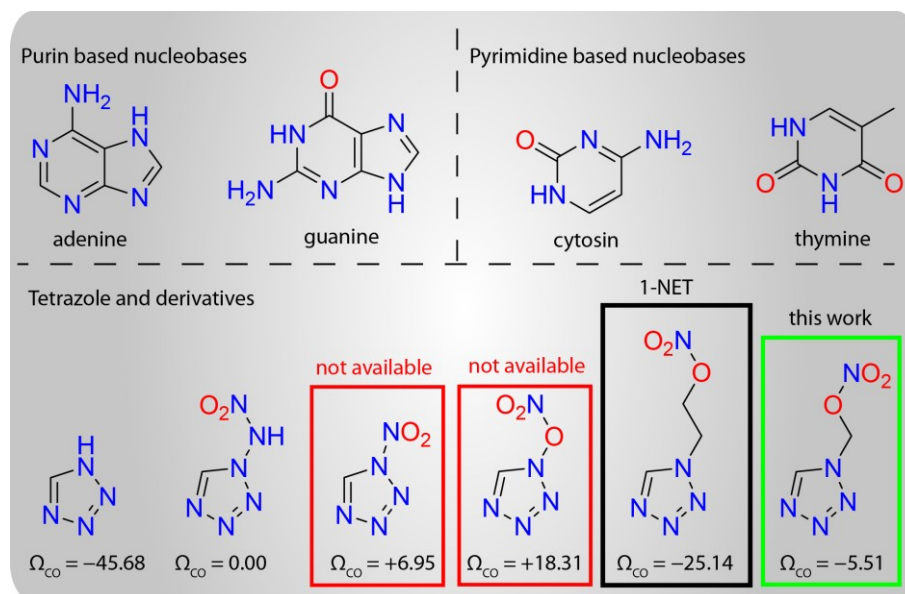 Purin based nucleobases
Pyrimidine based nucleobases
NH2
H
N
N
N
N
adenine
O
HN
N
H2N
N
N
H
guanine
O
N
NH2
HN
cytosin
HN
O
N
H
O
thymine
Tetrazole and derivatives
H
N
N
N
N
ΩCO = −45.68
O2N
NH
N
N
N
N
Ωco = 0.00
not available
NO2
N
N
N
N
Ωco = +6.95
not available
O2N
O
N
N
N
N
Ωco = +18.31
1-NET
O2N
O
N
N
N
N
Ωco = −25.14
this work
NO2
O
N
N
N
N
Ωco = −5.51